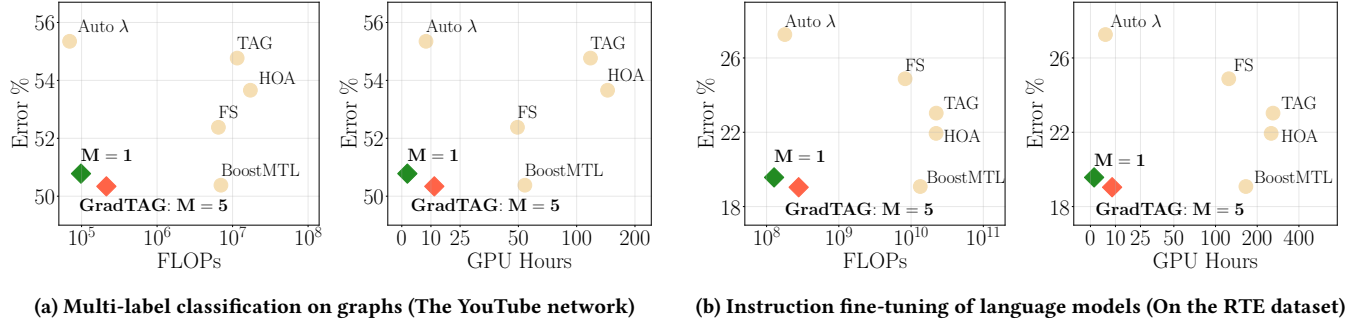 56
54
52
50
Error %
Auto λ
TAG
HOA
FS
M = 1
BoostMTL
GradTAG: M = 5
10^5
10^6
10^7
10^8
FLOPs
56
54
52
50
Error %
Auto λ
TAG
HOA
FS
M = 1
BoostMTL
GradTAG: M = 5
0
10
25
50
100
200
GPU Hours
26
22
18
Error %
Auto λ
FS
TAG
HOA
M = 1
BoostMTL
GradTAG: M = 5
10^8
10^9
10^10
10^11
FLOPs
26
22
18
Error %
Auto λ
FS
TAG
HOA
M = 1
BoostMTL
GradTAG: M = 5
0
10
25
50
100
200
400
GPU Hours
(a) Multi-label classification on graphs (The YouTube network)
(b) Instruction fine-tuning of language models (On the RTE dataset)